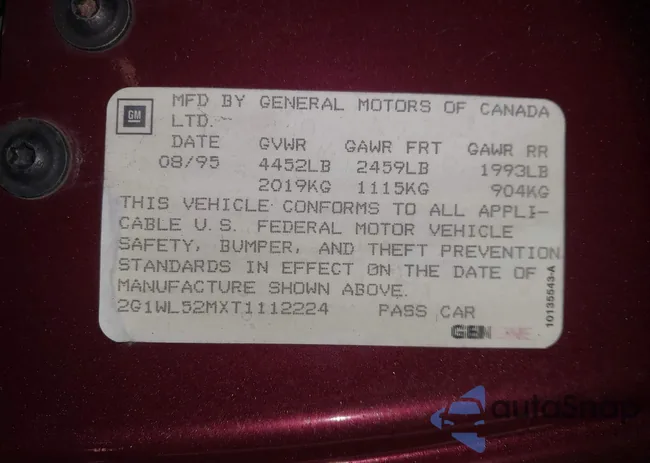 GM
MFD BY GENERAL MOTORS OF CANADA
LTD.
DATE GVWR GAWR FRT GAWR RR
08/95 4452LB 2459LB 1993LB
2019KG 1115KG 904KG
THIS VEHICLE CONFORMS TO ALL APPLI-
CABLE U.S. FEDERAL MOTOR VEHICLE
SAFETY, BUMPER, AND THEFT PREVENTION
STANDARDS IN EFFECT ON THE DATE OF
MANUFACTURE SHOWN ABOVE.
2G1WL52MXT1112224 PASS CAR
10135543-A
autoSnap